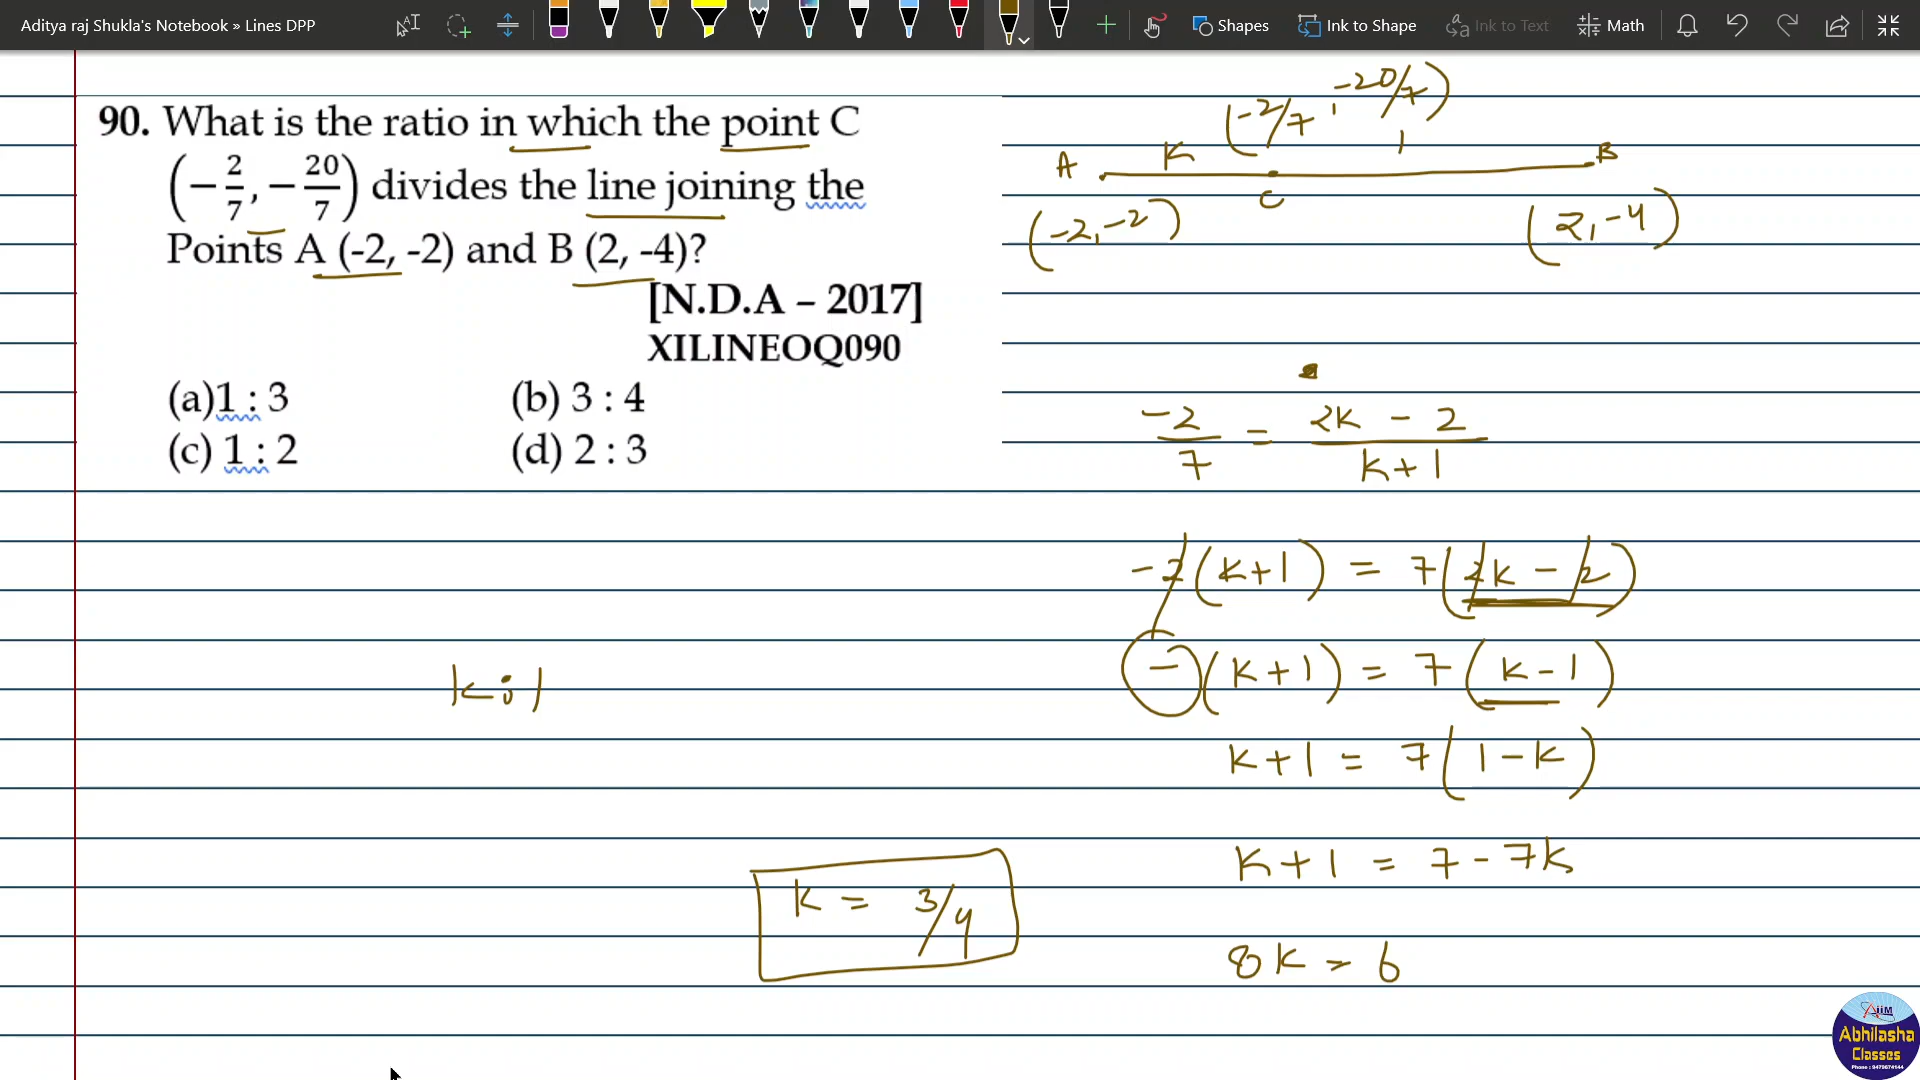 Aditya raj Shukla's Notebook » Lines DPP
Shapes
Ink to Shape
Ink to Text
Math
90. What is the ratio in which the point C
(-2/7, -20/7) divides the line joining the
Points A (-2, -2) and B (2, -4)?
[N.D.A – 2017]
XILINEOQ090
(a)1 : 3 (b) 3 : 4
(c) 1 : 2 (d) 2 : 3
(-2/7, -20/7)
A K 1 B
C
(-2,-2) (2,-4)
-2/7 = 2K - 2 / K+1
-2(K+1) = 7(2K - 2)
-(K+1) = 7(K-1)
K:1
K+1 = 7(1-K)
K+1 = 7-7K
K = 3/4
8K = 6
AiiM
Abhilasha
Classes
Phone : 9479874144